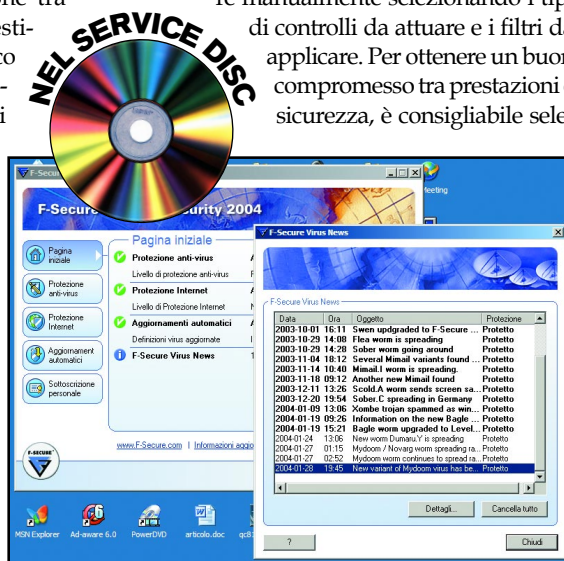 one tra
esti-
co
-
i
re manualmente selezionando i tip
di controlli da attuare e i filtri da
applicare. Per ottenere un buon
compromesso tra prestazioni e
sicurezza, è consigliabile sele
NEL SERVICE DISC
F-Secure
F-Secure urity 2004
Pagina iniziale
Protezione anti-virus
Protezione Internet
Aggiornament automatici
Sottoscrizione personale
F-SECURE
Pagina iniziale
Protezione anti-virus
Livello di protezione anti-virus
Protezione Internet
Livello di Protezione Internet
Aggiornamenti automatici
Definizioni virus aggiornate
F-Secure Virus News
www.F-Secure.com | Informazioni aggio
Meeting
F-Secure Virus News
F-Secure Virus News
Data Ora Oggetto Protezione
2003-10-01 16:11 Swen updgraded to F-Secure ... Protetto
2003-10-29 14:08 Flea worm is spreading Protetto
2003-10-29 14:28 Sober worm going around Protetto
2003-11-04 18:12 Several Mimail variants found ... Protetto
2003-11-14 10:40 Mimail.I worm is spreading. Protetto
2003-11-18 09:12 Another new Mimail found Protetto
2003-12-11 13:26 Scold.A worm sends screen sa... Protetto
2003-12-20 19:54 Sober.C spreading in Germany Protetto
2004-01-09 13:06 Xombe trojan spammed as win... Protetto
2004-01-19 09:26 Information on the new Bagle ... Protetto
2004-01-19 15:21 Bagle worm upgraded to Level... Protetto
2004-01-24 13:06 New worm Dumaru.Y is spreading Protetto
2004-01-27 01:15 Mydoom / Novarg worm spreading ra... Protetto
2004-01-27 02:52 Mydoom worm continues to spread ra... Protetto
2004-01-28 19:45 New variant of Mydoom virus has be... Protetto
Dettagli... Cancella tutto
? Chiudi
MSN Explorer Ad-aware 6.0 PowerDVD articolo.doc